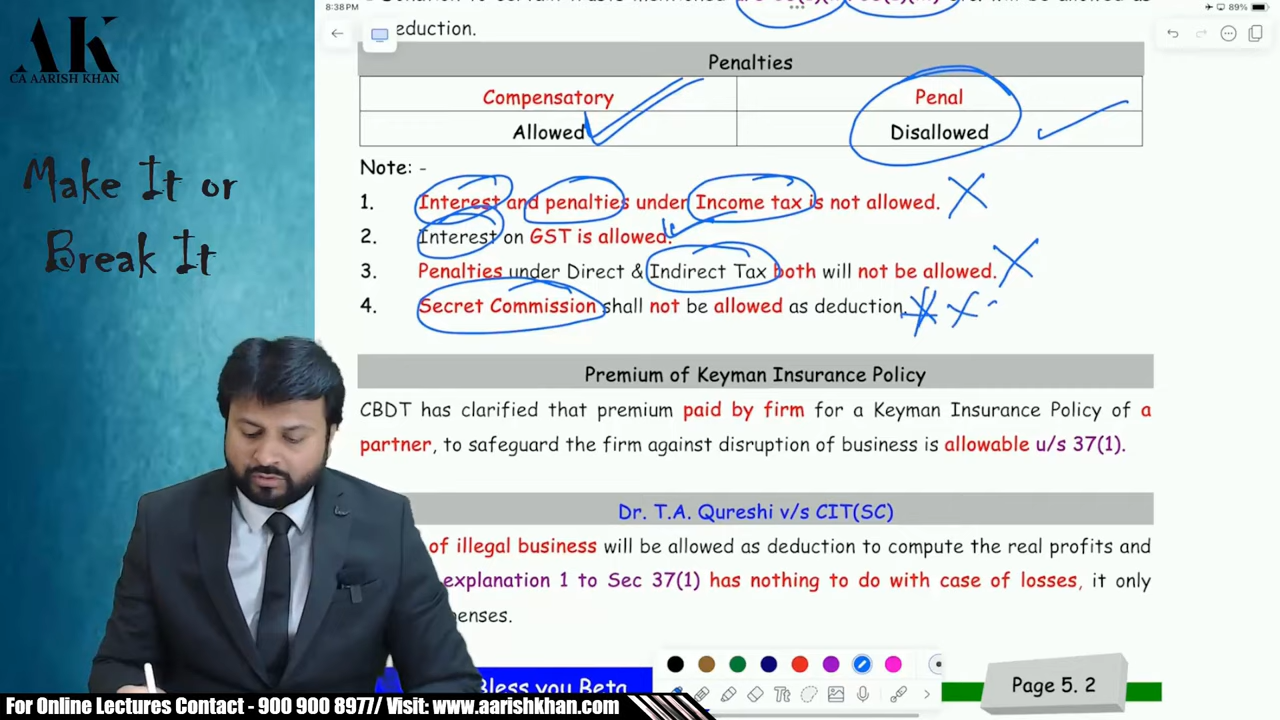 8:38 PM
89%
AK
CA AARISH KHAN
Make It or
Break It
eduction.
Penalties
Compensatory
Penal
Allowed
Disallowed
Note: -
1. Interest and penalties under Income tax is not allowed.
2. Interest on GST is allowed.
3. Penalties under Direct & Indirect Tax both will not be allowed.
4. Secret Commission shall not be allowed as deduction.
Premium of Keyman Insurance Policy
CBDT has clarified that premium paid by firm for a Keyman Insurance Policy of a
partner, to safeguard the firm against disruption of business is allowable u/s 37(1).
Dr. T.A. Qureshi v/s CIT(SC)
of illegal business will be allowed as deduction to compute the real profits and
explanation 1 to Sec 37(1) has nothing to do with case of losses, it only
penses.
Bless you Beta
Tt
Page 5. 2
For Online Lectures Contact - 900 900 8977/ Visit: www.aarishkhan.com